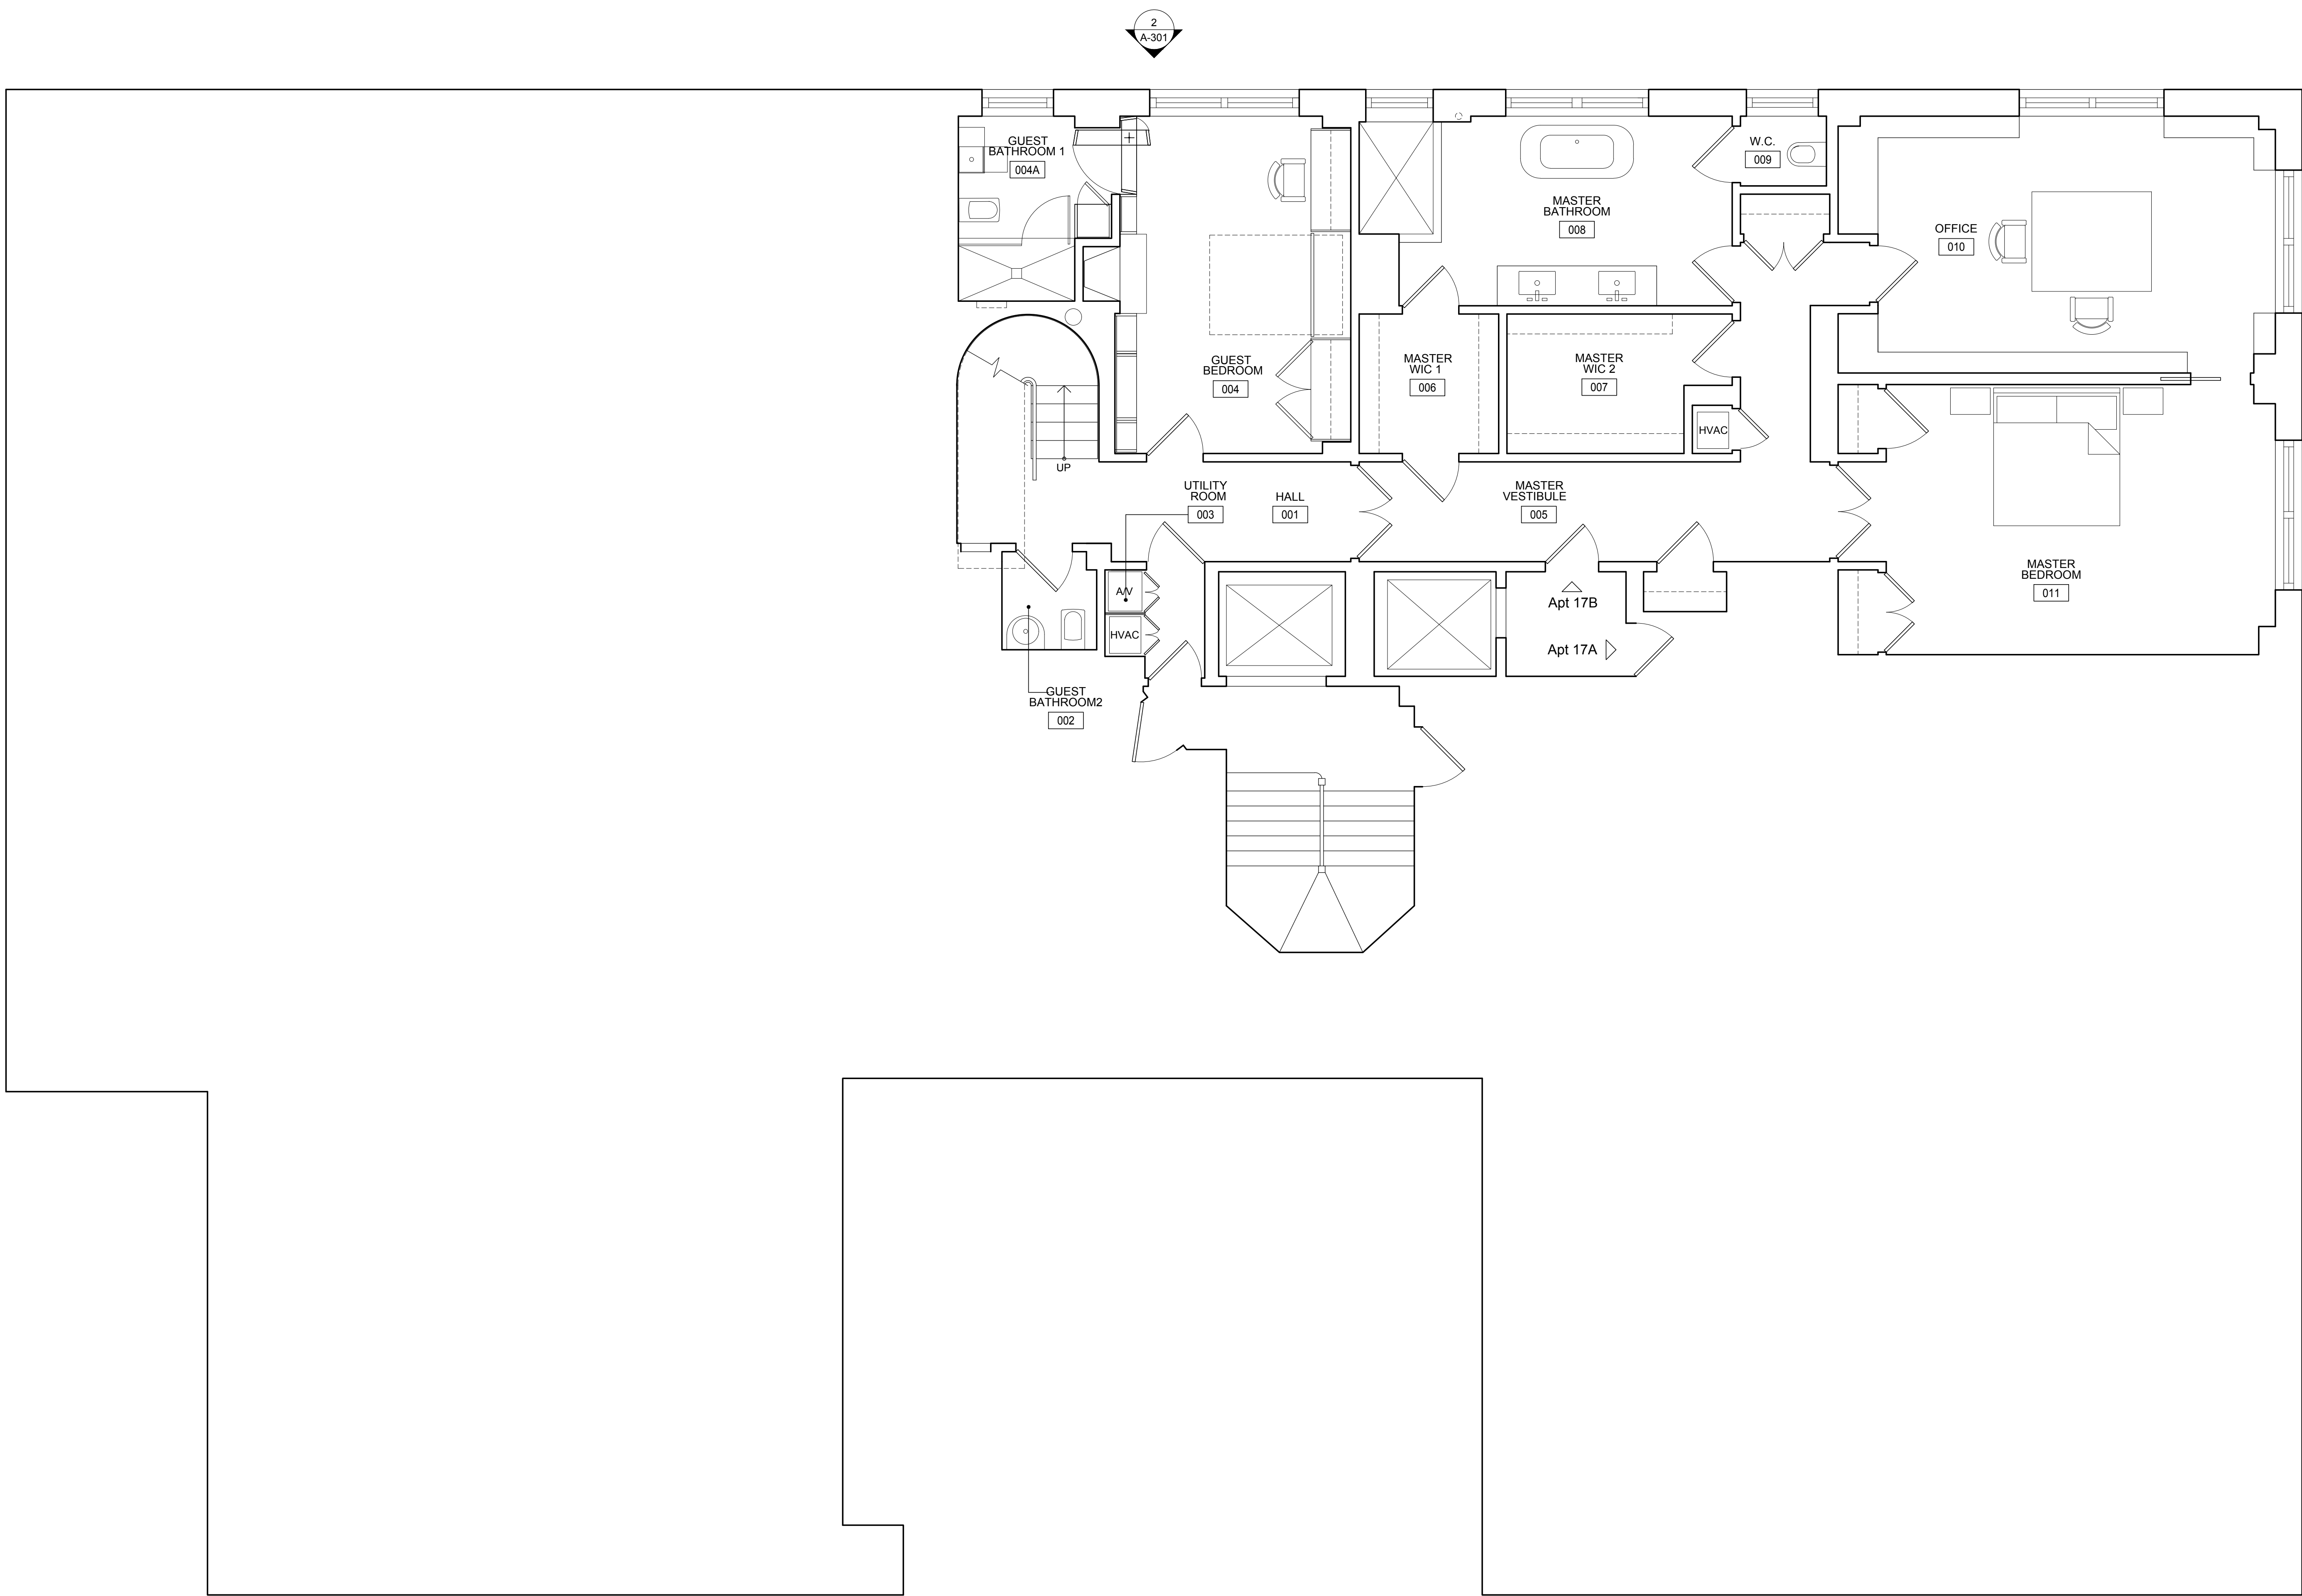 2
A-301
GUEST
BATHROOM 1
004A
W.C.
009
MASTER
BATHROOM
008
OFFICE
010
GUEST
BEDROOM
004
MASTER
WIC 1
006
MASTER
WIC 2
007
HVAC
UP
UTILITY
ROOM
003
HALL
001
MASTER
VESTIBULE
005
MASTER
BEDROOM
011
A/V
HVAC
Apt 17B
Apt 17A
GUEST
BATHROOM2
002